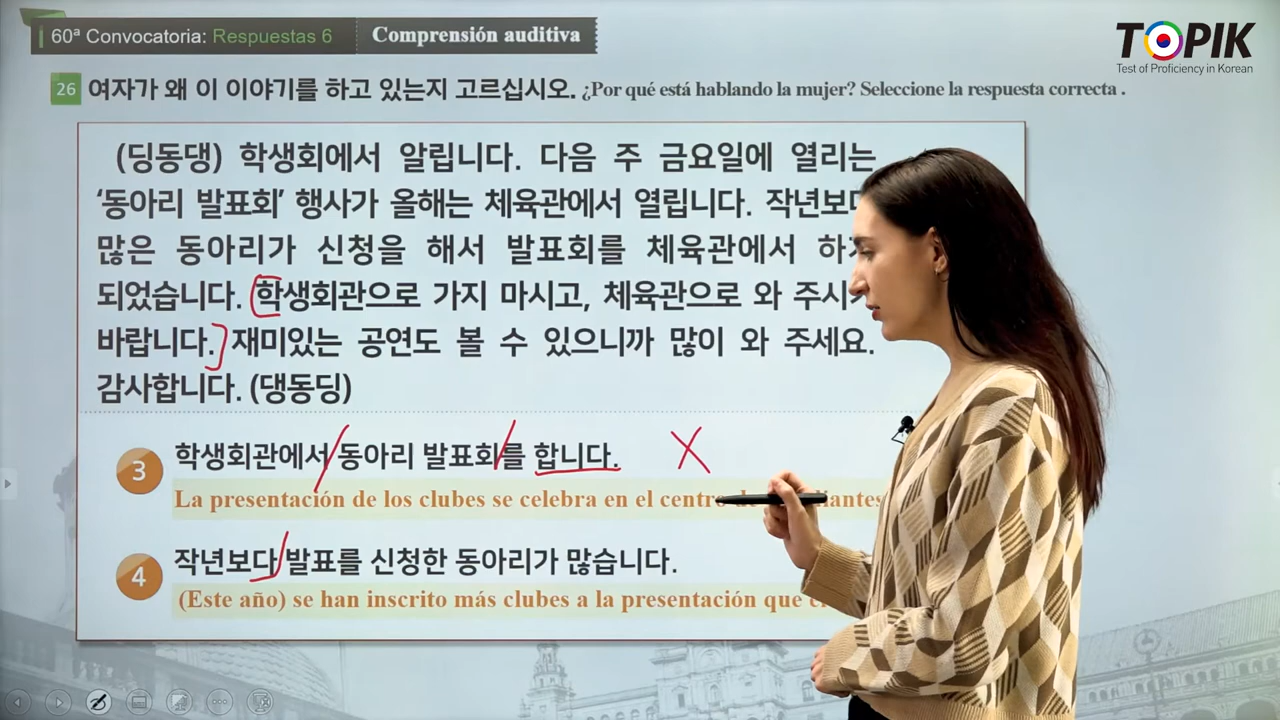 60ª Convocatoria: Respuestas 6
Comprensión auditiva
TOPIK
Test of Proficiency in Korean
26 여자가 왜 이 이야기를 하고 있는지 고르십시오. ¿Por qué está hablando la mujer? Seleccione la respuesta correcta .
(딩동댕) 학생회에서 알립니다. 다음 주 금요일에 열리는
‘동아리 발표회’ 행사가 올해는 체육관에서 열립니다.
많은 동아리가 신청을 해서 발표회를 체육관에서
되었습니다. 학생회관으로 가지 마시고, 체육관으로 와
바랍니다. 재미있는 공연도 볼 수 있으니까 많이 와 주세요.
감사합니다. (댕동딩)
3 학생회관에서 동아리 발표회를 합니다.
La presentación de los clubes se celebra en el
4 작년보다 발표를 신청한 동아리가 많습니다.
(Este año) se han inscrito más clubes a la presentación que